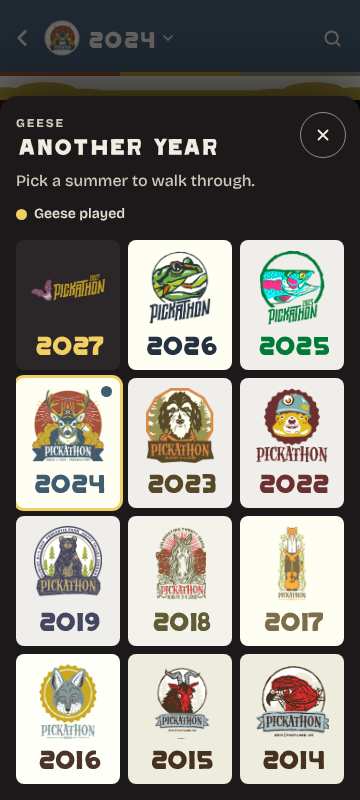 2024
GEESE
ANOTHER YEAR
Pick a summer to walk through.
Geese played
2027
PICKATHON
2027
PICKATHON
2026
PICKATHON
2025
PICKATHON
2024
PICKATHON
2023
PICKATHON
2022
PICKATHON
2019
PICKATHON
2018
PICKATHON
2017
PICKATHON
2016
PICKATHON
2015
PICKATHON
2014